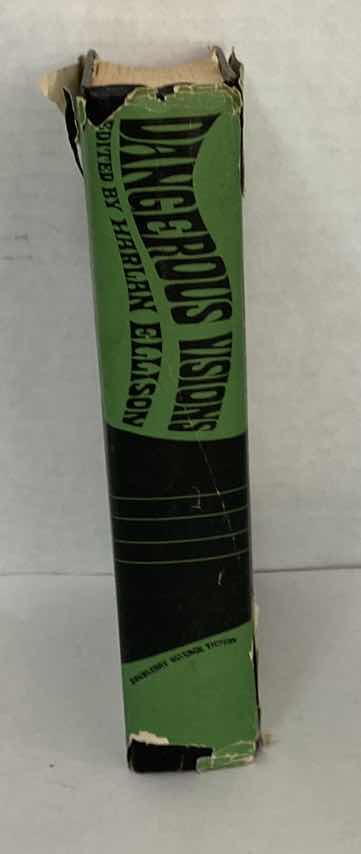 DANGEROUS VISIONS
EDITED BY HARLAN ELLISON
DOUBLEDAY SCIENCE FICTION